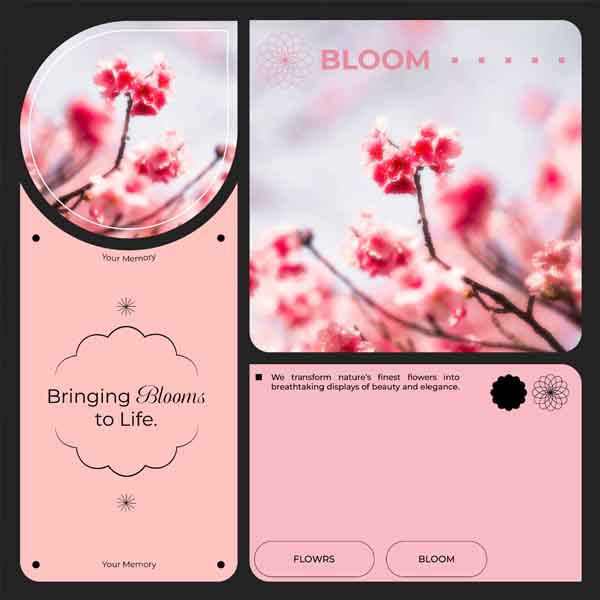 BLOOM
Your Memory
Bringing Blooms
to Life.
Your Memory
We transform nature's finest flowers into
breathtaking displays of beauty and elegance.
FLOWRS
BLOOM